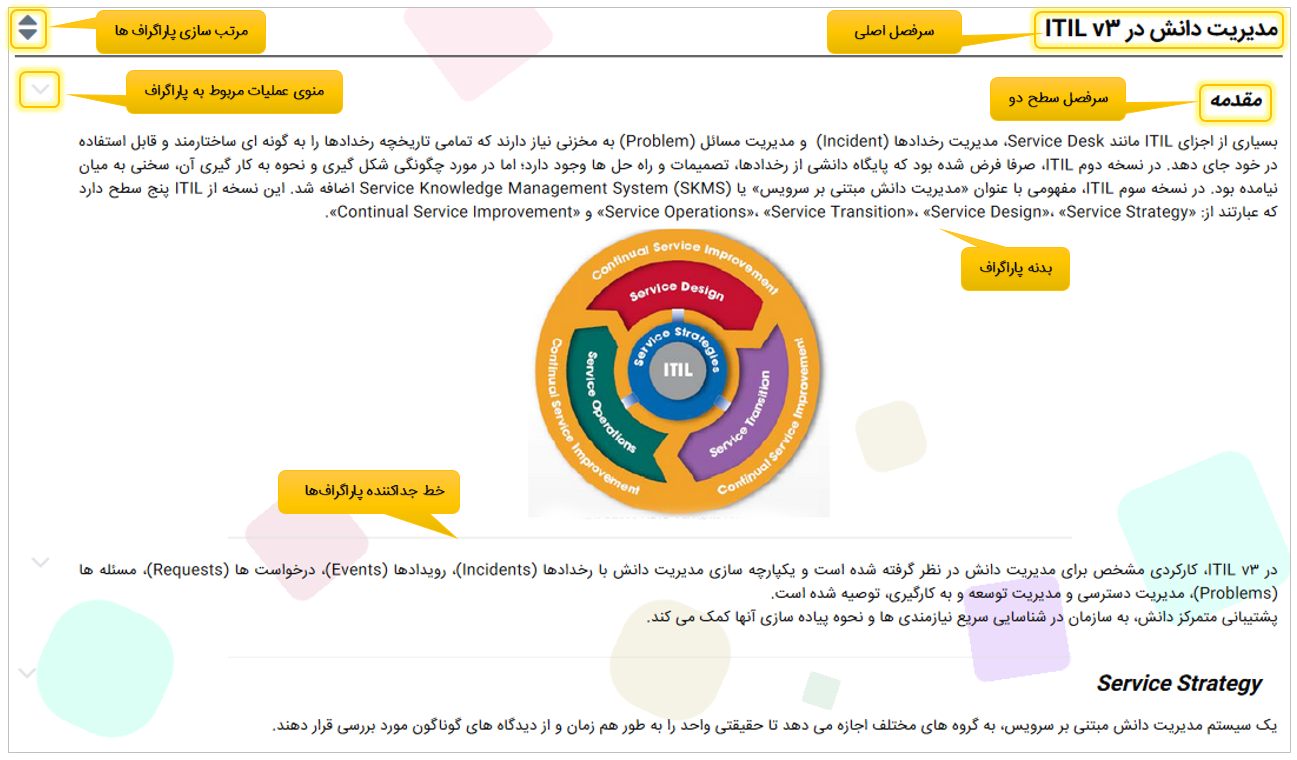 مدیریت دانش در ITIL v۳
سرفصل اصلی
مرتب سازی پاراگراف ها
منوی عملیات مربوط به پاراگراف
سرفصل سطح دو
مقدمه
بسیاری از اجزای ITIL مانند Service Desk، مدیریت رخدادها (Incident) و مدیریت مسائل (Problem) به مخزنی نیاز دارند که تمامی تاریخچه رخدادها را به گونه ای ساختارمند و قابل استفاده
در خود جای دهد. در نسخه دوم ITIL، صرفا فرض شده بود که پایگاه دانشی از رخدادها، تصمیمات و راه حل ها وجود دارد؛ اما در مورد چگونگی شکل گیری و نحوه به کار گیری آن، سخنی به میان
نیامده بود. در نسخه سوم ITIL، مفهومی با عنوان «مدیریت دانش مبتنی بر سرویس» یا Service Knowledge Management System (SKMS) اضافه شد. این نسخه از ITIL پنج سطح دارد
که عبارتند از: «Service Strategy»، «Service Design»، «Service Transition»، «Service Operations» و «Continual Service Improvement».
بدنه پاراگراف
Continual Service Improvement
Service Design
Service Strategies
ITIL
Service Operations
Service Transition
Continual Service Improvement
Continual Service Improvement
خط جداکننده پاراگراف‌ها
در ITIL v۳، کارکردی مشخص برای مدیریت دانش در نظر گرفته شده است و یکپارچه سازی مدیریت دانش با رخدادها (Incidents)، رویدادها (Events)، درخواست ها (Requests)، مسئله ها
(Problems)، مدیریت دسترسی و مدیریت توسعه و به کارگیری، توصیه شده است.
پشتیبانی متمرکز دانش، به سازمان در شناسایی سریع نیازمندی ها و نحوه پیاده سازی آنها کمک می کند.
Service Strategy
یک سیستم مدیریت دانش مبتنی بر سرویس، به گروه های مختلف اجازه می دهد تا حقیقتی واحد را به طور هم زمان و از دیدگاه های گوناگون مورد بررسی قرار دهند.